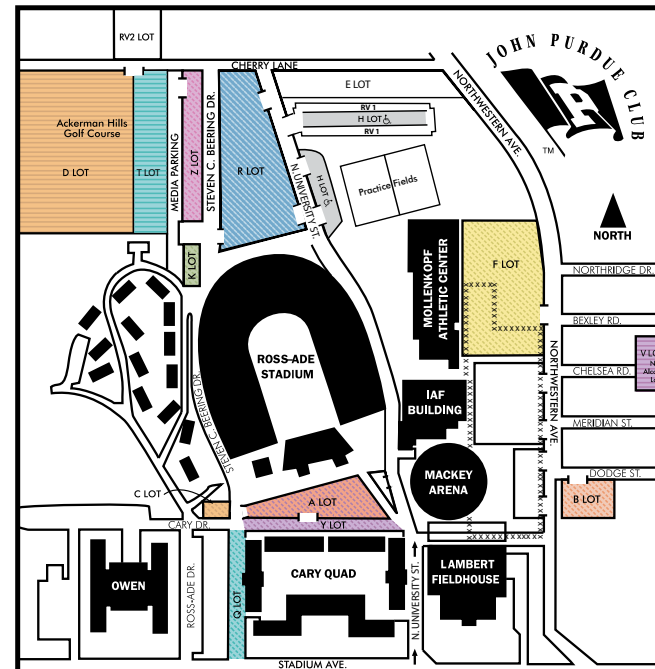 RV2 LOT
CHERRY LANE
JOHN PURDUE CLUB
TM
E LOT
RV 1
H LOT
RV 1
NORTHWESTERN AVE.
Ackerman Hills
Golf Course
D LOT
T LOT
MEDIA PARKING
Z LOT
STEVEN C. BEERING DR.
R LOT
N. UNIVERSITY ST.
H LOT
Practice Fields
NORTH
K LOT
MOLLENKOPF
ATHLETIC CENTER
F LOT
NORTHRIDGE DR.
BEXLEY RD.
NORTHWESTERN AVE.
CHELSEA RD.
ROSS-ADE
STADIUM
STEVEN C. BEERING DR.
IAF
BUILDING
MERIDIAN ST.
MACKEY
ARENA
DODGE ST.
B LOT
C LOT
A LOT
Y LOT
CARY DR.
OWEN
ROSS-ADE DR.
Q LOT
CARY QUAD
N. UNIVERSITY ST.
LAMBERT
FIELDHOUSE
STADIUM AVE.